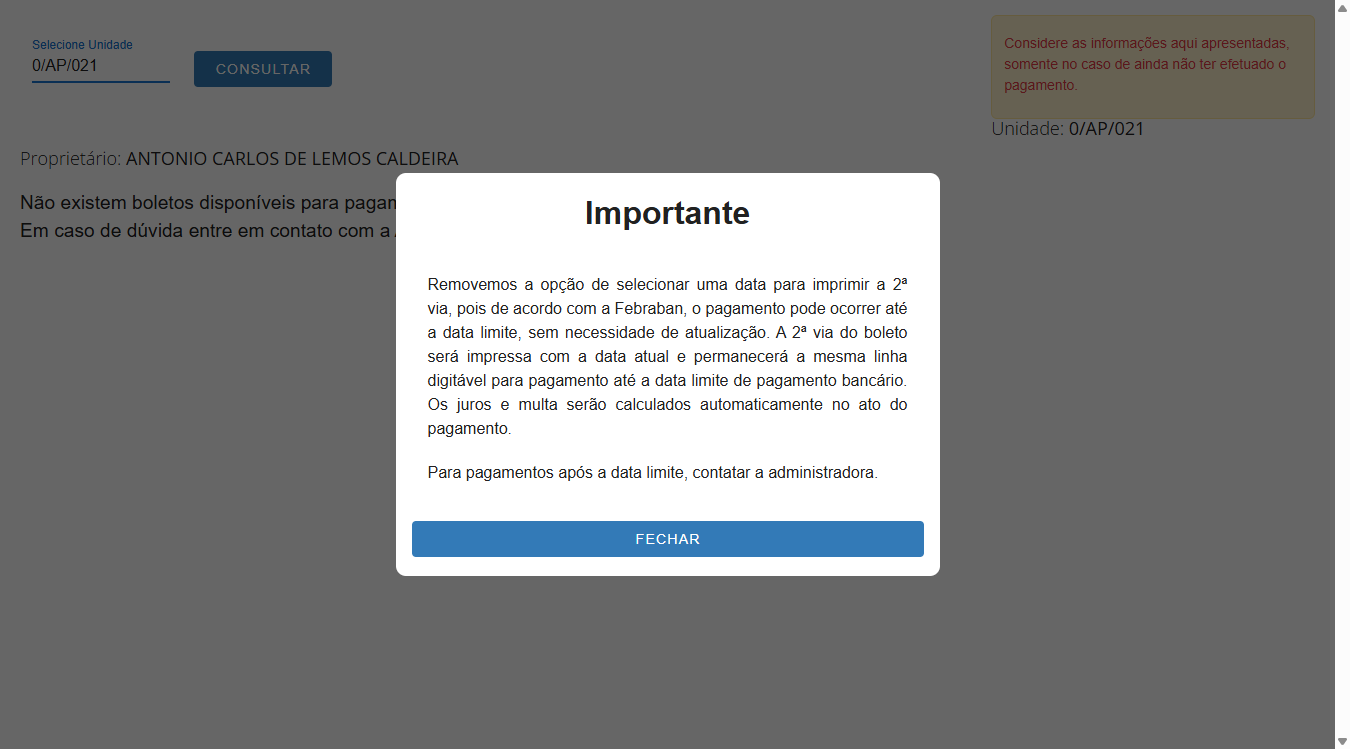 Selecione Unidade
0/AP/021
CONSULTAR
Considere as informações aqui apresentadas,
somente no caso de ainda não ter efetuado o
pagamento.
Unidade: 0/AP/021
Proprietário: ANTONIO CARLOS DE LEMOS CALDEIRA
Não existem boletos disponíveis para
Em caso de dúvida entre em contato com a
Importante
Removemos a opção de selecionar uma data para imprimir a 2ª
via, pois de acordo com a Febraban, o pagamento pode ocorrer até
a data limite, sem necessidade de atualização. A 2ª via do boleto
será impressa com a data atual e permanecerá a mesma linha
digitável para pagamento até a data limite de pagamento bancário.
Os juros e multa serão calculados automaticamente no ato do
pagamento.
Para pagamentos após a data limite, contatar a administradora.
FECHAR